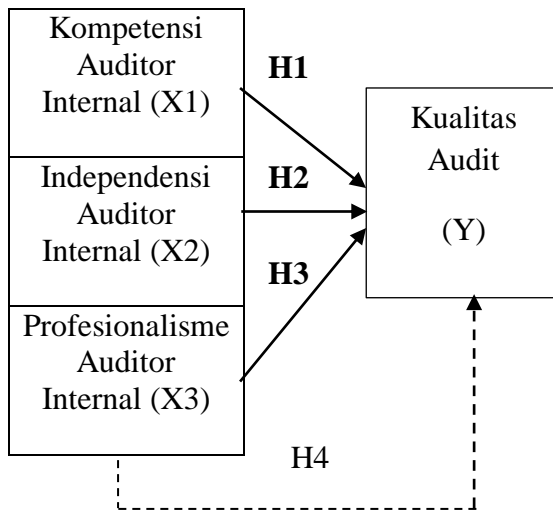 Kompetensi
Auditor
Internal (X1)
H1
Kualitas
Audit
(Y)
Independensi
Auditor
Internal (X2)
H2
H3
Profesionalisme
Auditor
Internal (X3)
H4